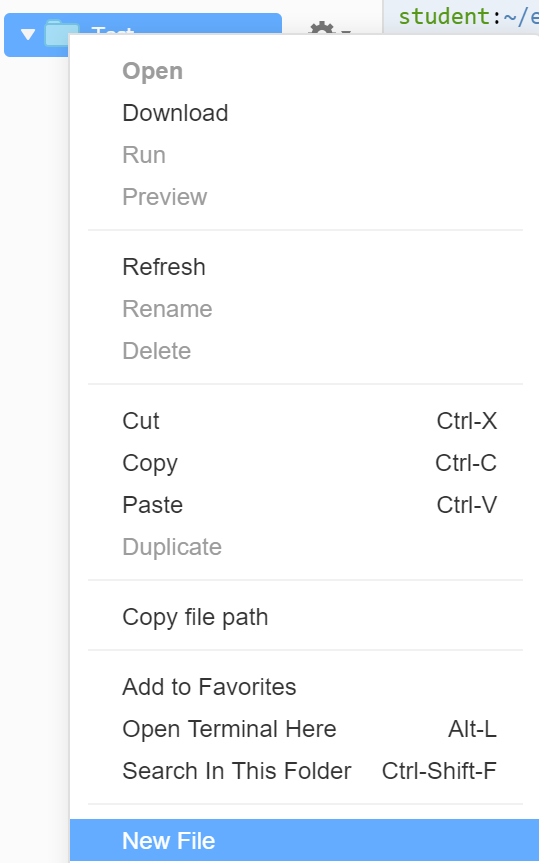 student:~/e
Open
Download
Run
Preview
Refresh
Rename
Delete
Cut Ctrl-X
Copy Ctrl-C
Paste Ctrl-V
Duplicate
Copy file path
Add to Favorites
Open Terminal Here Alt-L
Search In This Folder Ctrl-Shift-F
New File